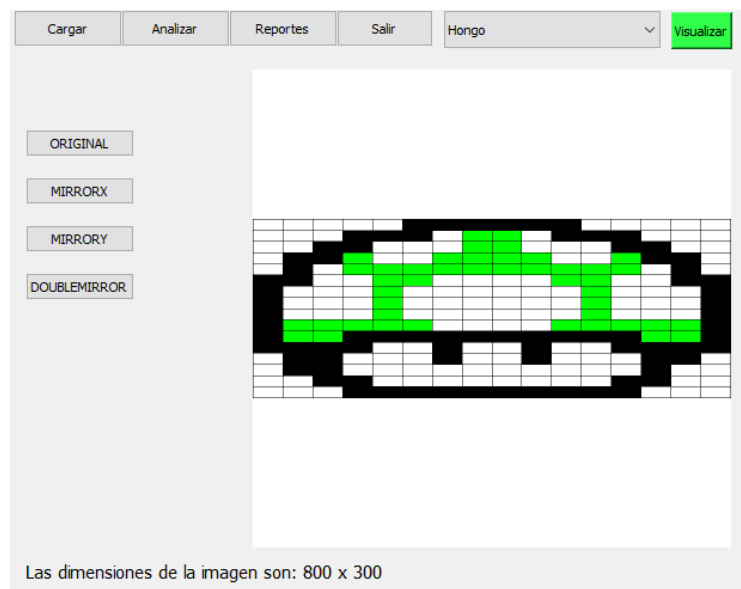 Cargar Analizar Reportes Salir Hongo Visualizar
ORIGINAL
MIRRORX
MIRRORY
DOUBLEMIRROR
Las dimensiones de la imagen son: 800 x 300